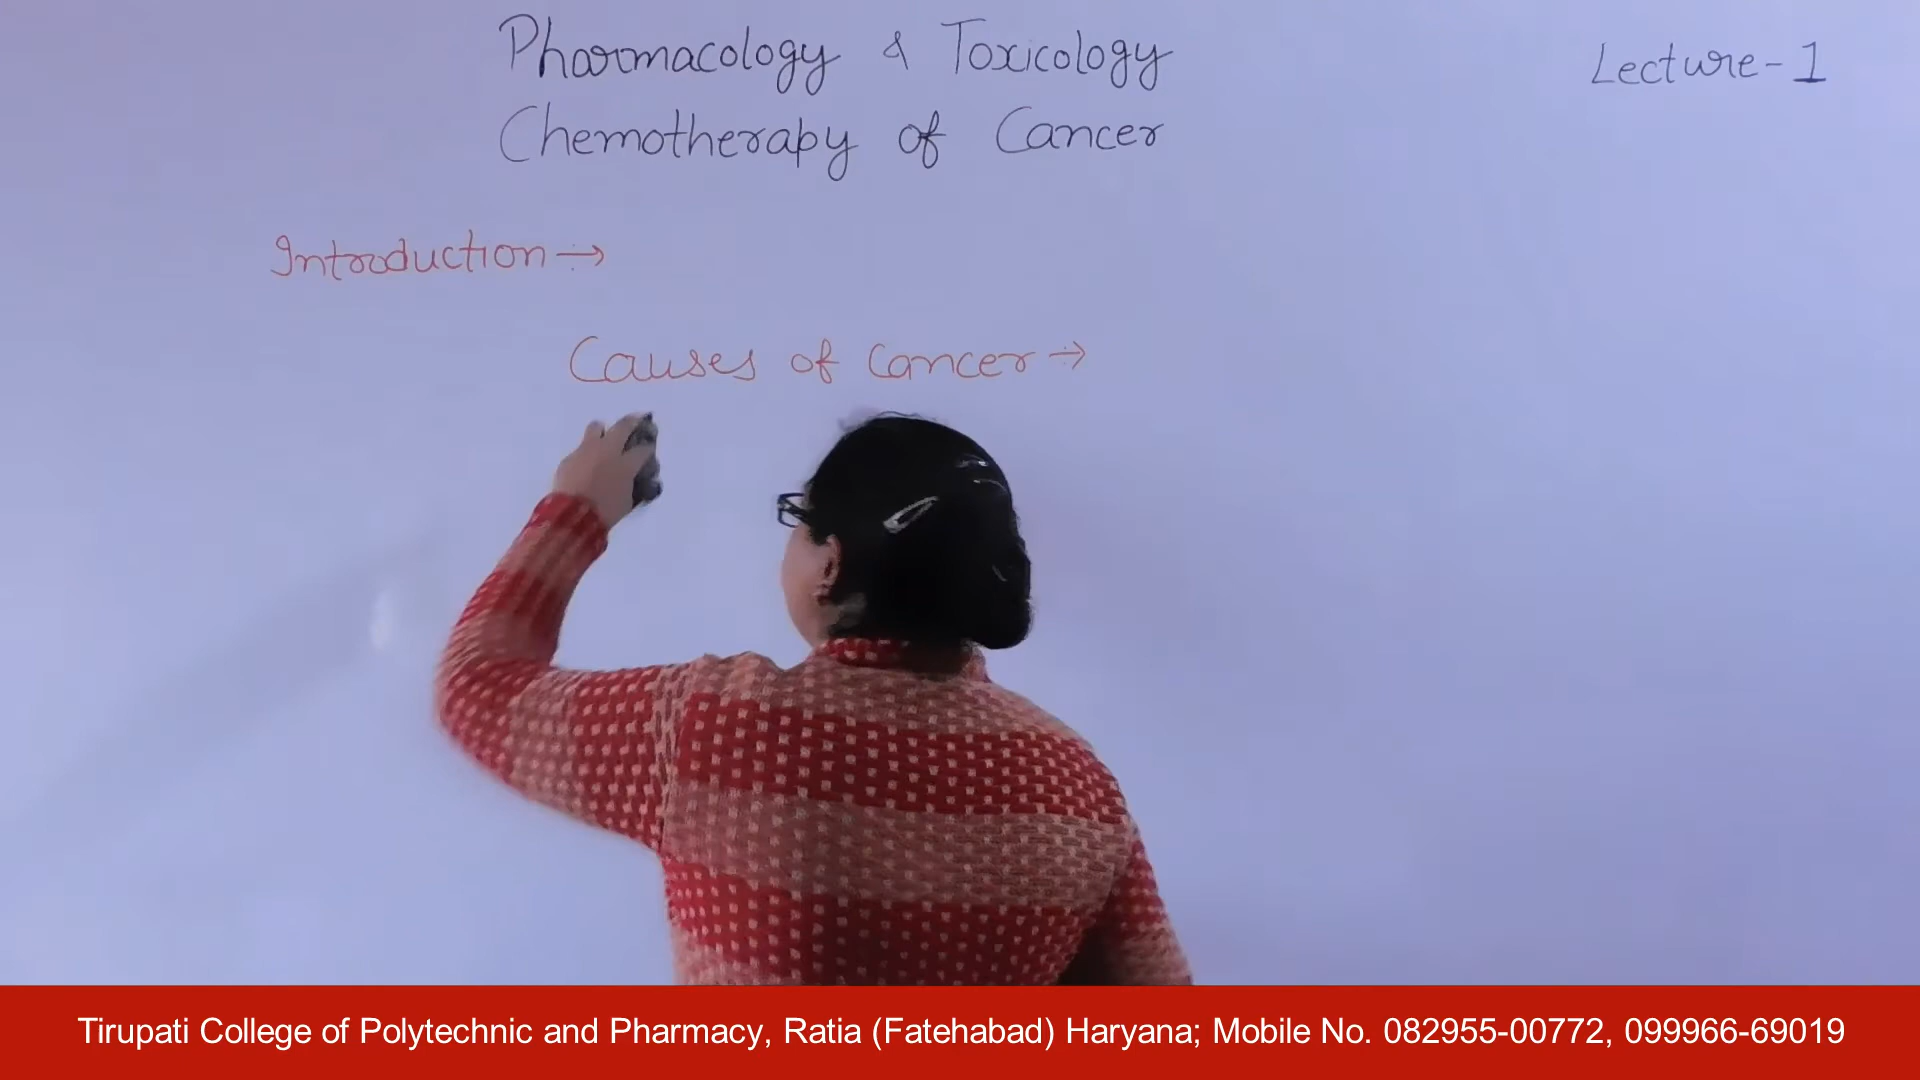 Pharmacology & Toxicology
Lecture-1
Chemotherapy of Cancer
Introduction →
Causes of Cancer →
Tirupati College of Polytechnic and Pharmacy, Ratia (Fatehabad) Haryana; Mobile No. 082955-00772, 099966-69019